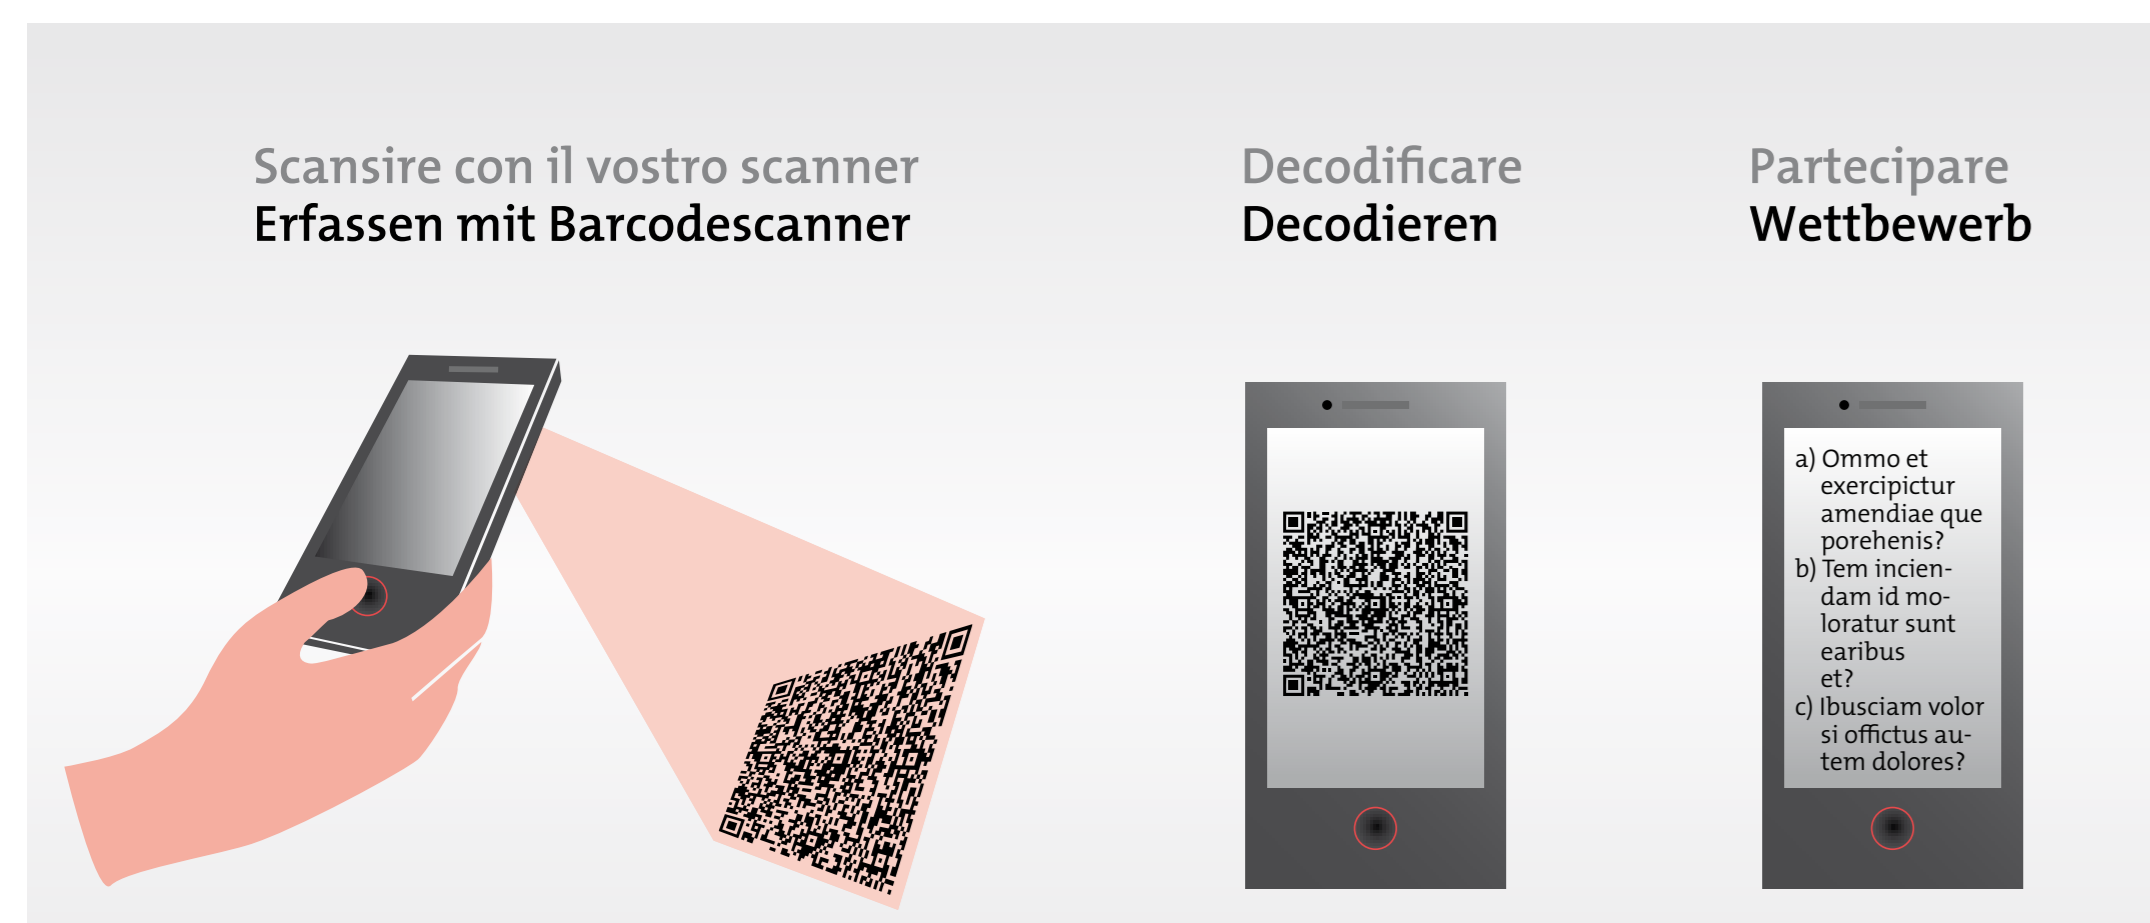 Scansire con il vostro scanner
Erfassen mit Barcodescanner
Decodificare
Decodieren
Partecipare
Wettbewerb
a) Ommo et
exercipictur
amendiae que
porehenis?
b) Tem incien-
dam id mo-
loratur sunt
earibus
et?
c) Ibusciam volor
si offictus au-
tem dolores?